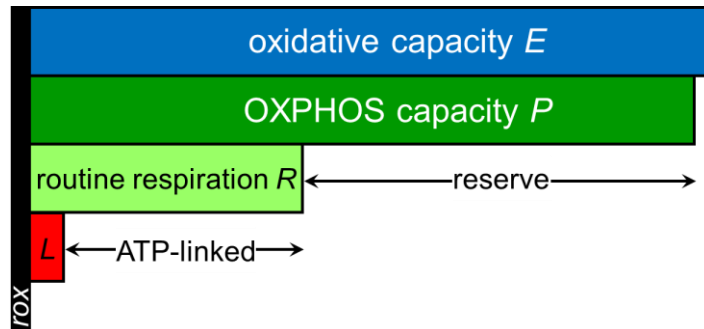 oxidative capacity E
OXPHOS capacity P
routine respiration R
reserve
L
ATP-linked
rox